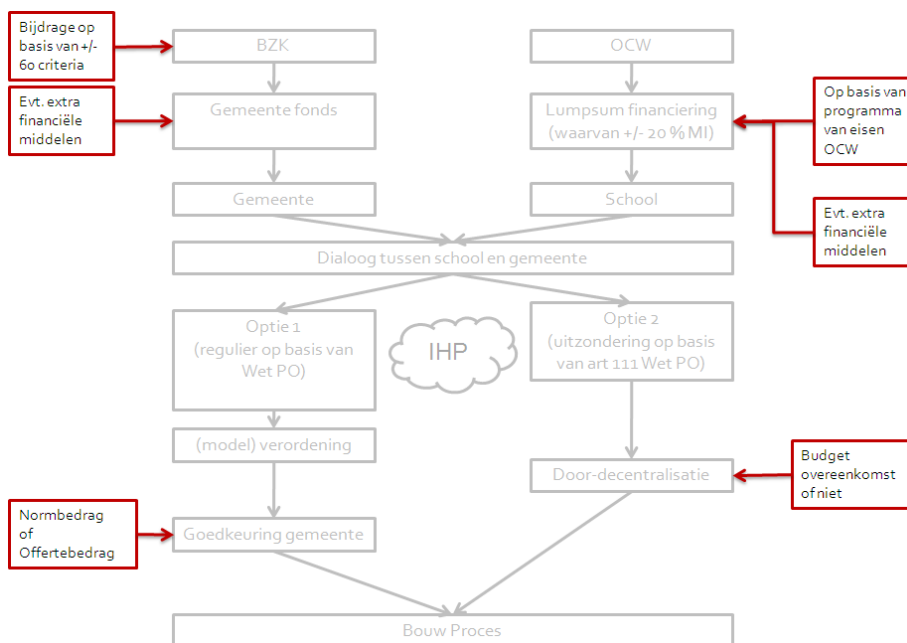 Bijdrage op
basis van +/-
60 criteria
BZK
OCW
Evt. extra
financiële
middelen
Gemeente fonds
Lumpsum financiering
(waarvan +/- 20 % MI)
Op basis van
programma
van eisen
OCW
Gemeente
School
Evt. extra
financiële
middelen
Dialoog tussen school en gemeente
Optie 1
(regulier op basis van
Wet PO)
IHP
Optie 2
(uitzondering op basis
van art 111 Wet PO)
(model) verordening
Door-decentralisatie
Budget
overeenkomst
of niet
Normbedrag
of
Offertebedrag
Goedkeuring gemeente
Bouw Proces